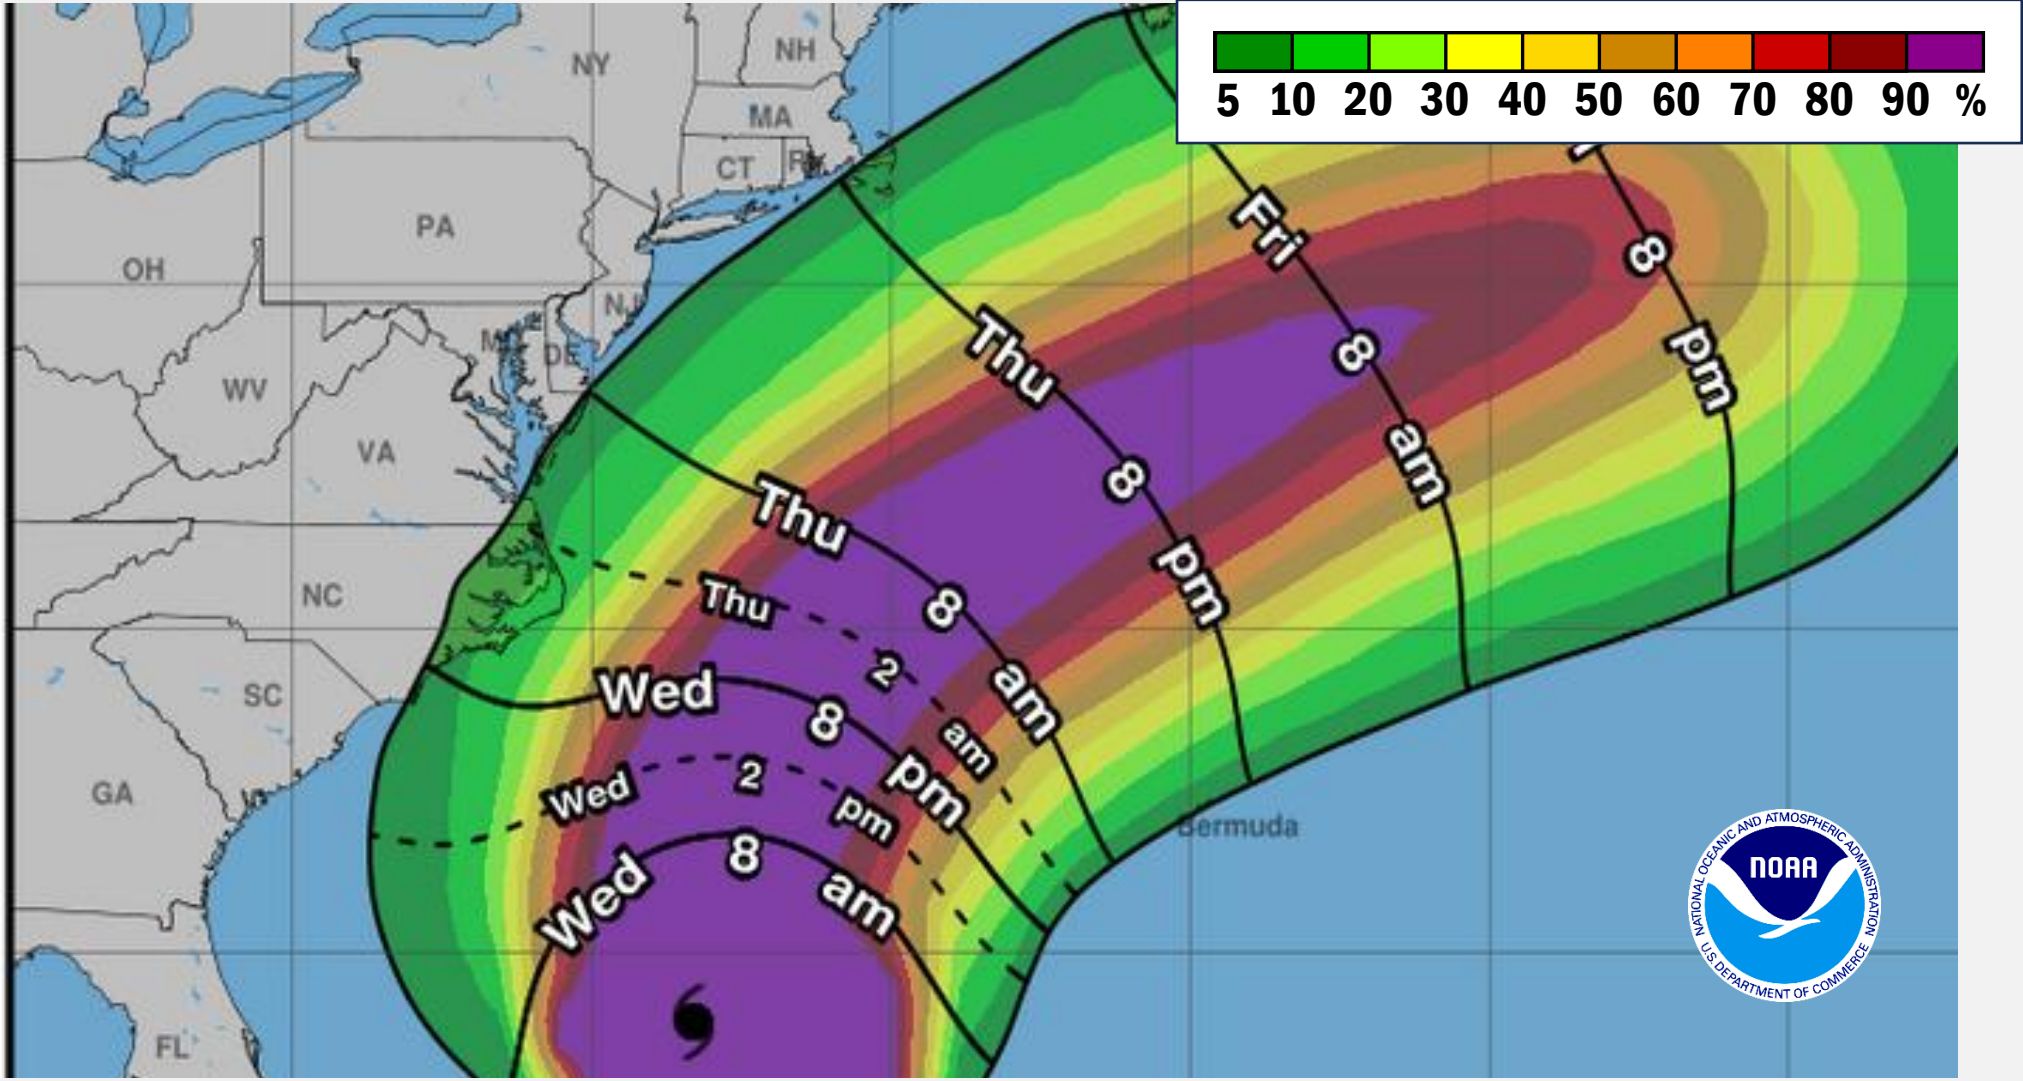 5 10 20 30 40 50 60 70 80 90 %
NY
NH
MA
CT
PA
OH
NJ
DE
WV
VA
NC
SC
GA
FL
Fri 8 am
8 pm
Thu 8 pm
Thu 8 am
Thu 2 am
Wed 8 pm
Wed 2 pm
Wed 8 am
Bermuda
NATIONAL OCEANIC AND ATMOSPHERIC ADMINISTRATION
NOAA
U.S. DEPARTMENT OF COMMERCE